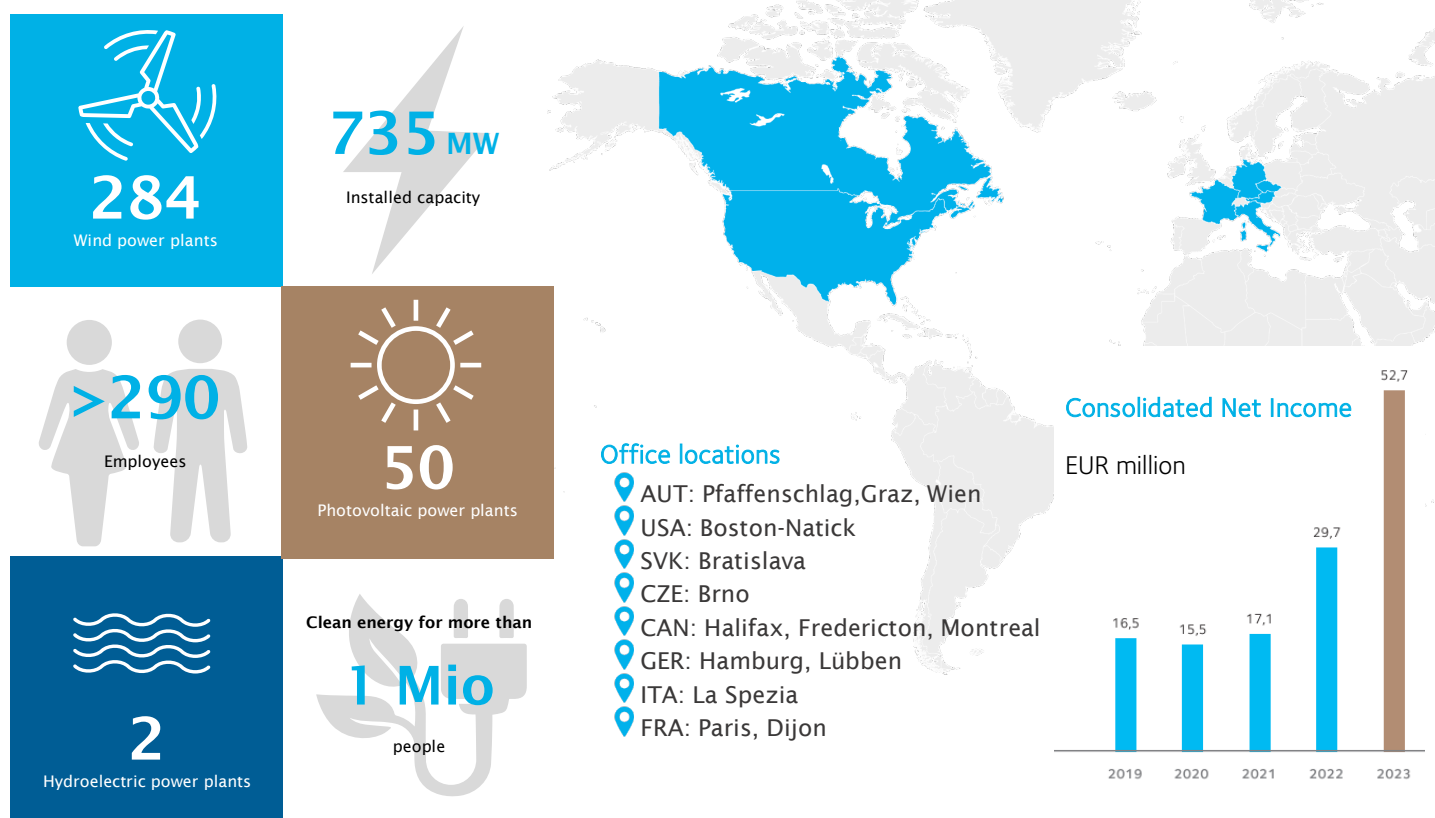 284
Wind power plants
735 MW
Installed capacity
>290
Employees
50
Photovoltaic power plants
2
Hydroelectric power plants
Clean energy for more than
1 Mio
people
Office locations
AUT: Pfaffenschlag,Graz, Wien
USA: Boston-Natick
SVK: Bratislava
CZE: Brno
CAN: Halifax, Fredericton, Montreal
GER: Hamburg, Lübben
ITA: La Spezia
FRA: Paris, Dijon
Consolidated Net Income
EUR million
52,7
29,7
16,5
15,5
17,1
2019
2020
2021
2022
2023